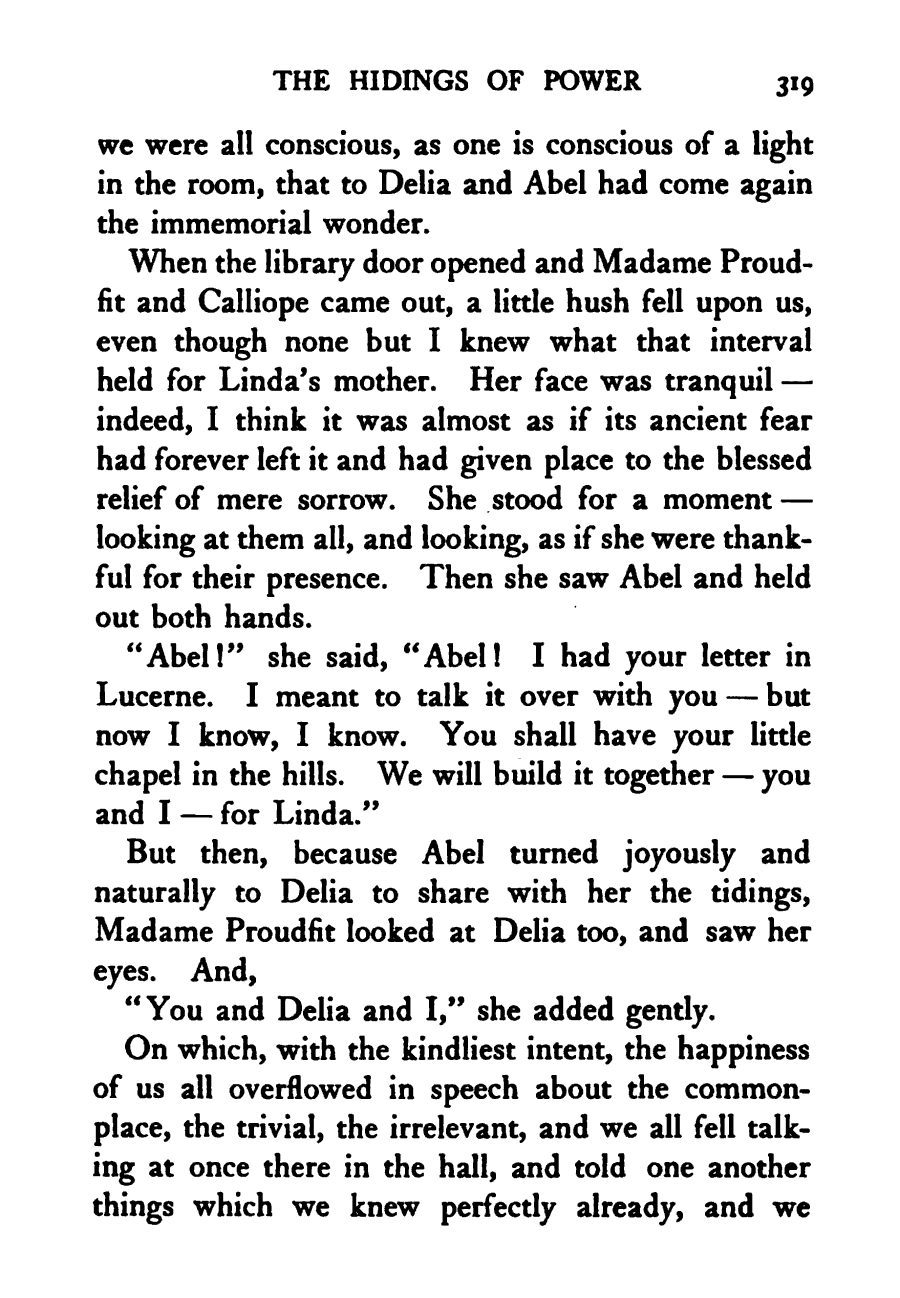 THE HIDINGS OF POWER 319
we were all conscious, as one is conscious of a light
in the room, that to Delia and Abel had come again
the immemorial wonder.
When the library door opened and Madame Proud-
fit and Calliope came out, a little hush fell upon us,
even though none but I knew what that interval
held for Linda's mother. Her face was tranquil —
indeed, I think it was almost as if its ancient fear
had forever left it and had given place to the blessed
relief of mere sorrow. She stood for a moment —
looking at them all, and looking, as if she were thank-
ful for their presence. Then she saw Abel and held
out both hands.
"Abel!" she said, "Abel! I had your letter in
Lucerne. I meant to talk it over with you — but
now I know, I know. You shall have your little
chapel in the hills. We will build it together — you
and I — for Linda."
But then, because Abel turned joyously and
naturally to Delia to share with her the tidings,
Madame Proudfit looked at Delia too, and saw her
eyes. And,
"You and Delia and I," she added gently.
On which, with the kindliest intent, the happiness
of us all overflowed in speech about the common-
place, the trivial, the irrelevant, and we all fell talk-
ing at once there in the hall, and told one another
things which we knew perfectly already, and we